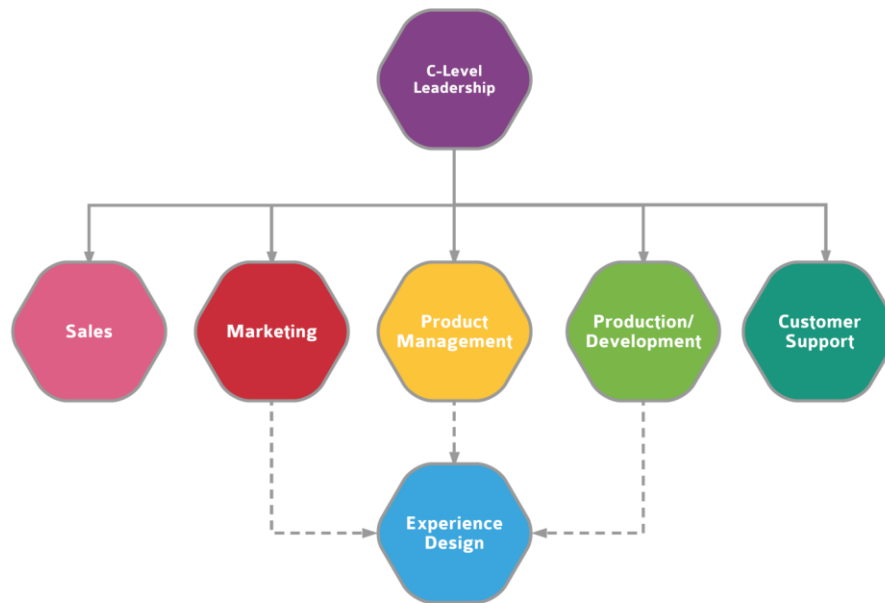 C-Level
Leadership
Sales
Marketing
Product
Management
Production/
Development
Customer
Support
Experience
Design